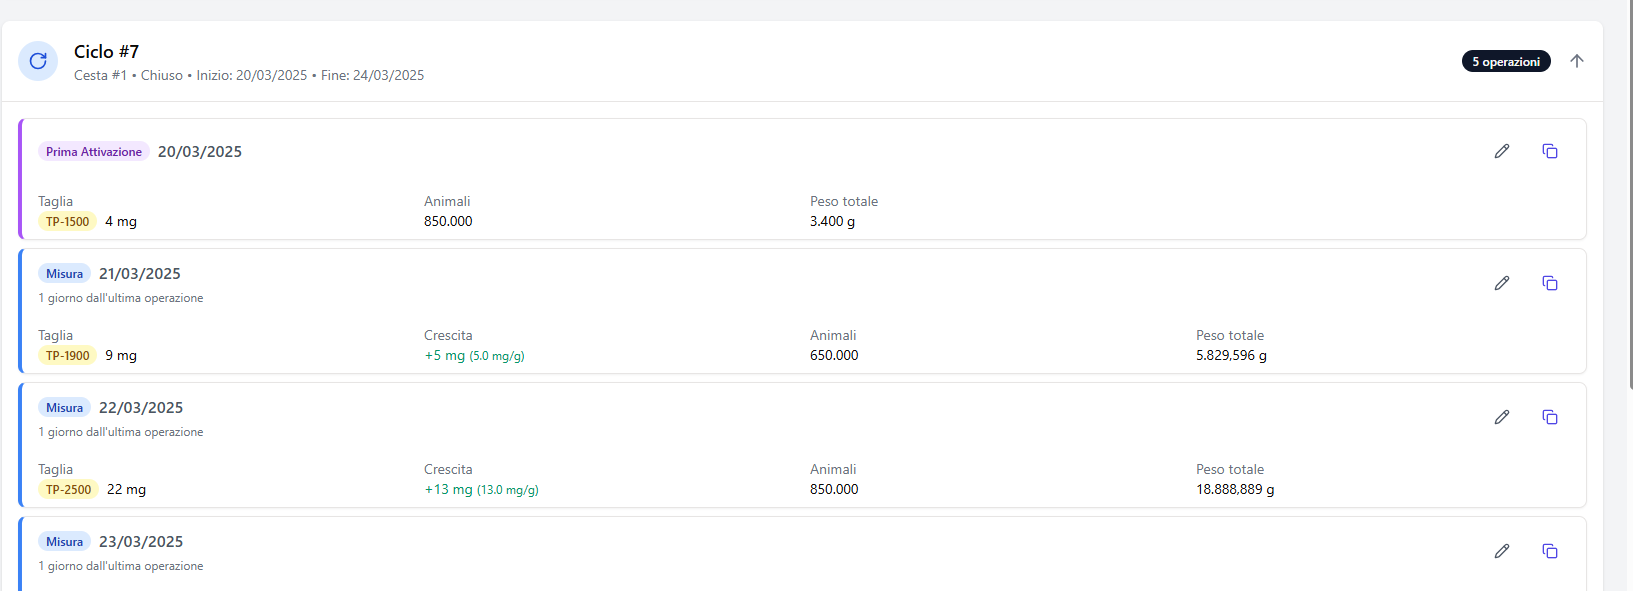 Ciclo #7
Cesta #1 • Chiuso • Inizio: 20/03/2025 • Fine: 24/03/2025
5 operazioni
Prima Attivazione 20/03/2025
Taglia Animali Peso totale
TP-1500 4 mg 850.000 3.400 g
Misura 21/03/2025
1 giorno dall'ultima operazione
Taglia Crescita Animali Peso totale
TP-1900 9 mg +5 mg (5.0 mg/g) 650.000 5.829,596 g
Misura 22/03/2025
1 giorno dall'ultima operazione
Taglia Crescita Animali Peso totale
TP-2500 22 mg +13 mg (13.0 mg/g) 850.000 18.888,889 g
Misura 23/03/2025
1 giorno dall'ultima operazione